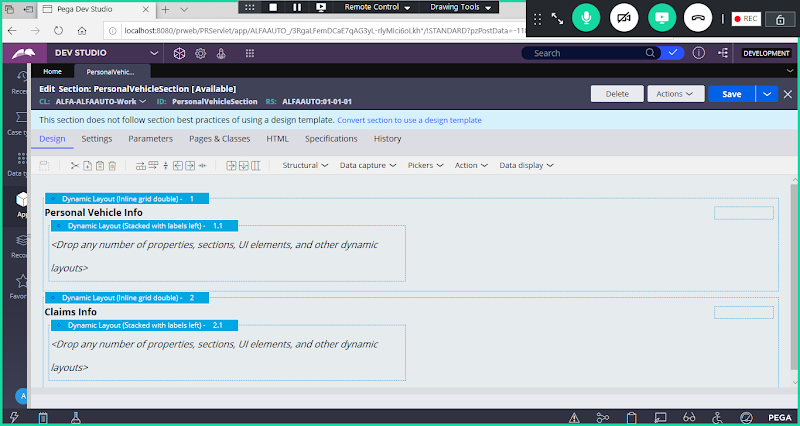 Pega Dev Studio
Remote Control
Drawing Tools
REC
localhost:8080/prweb/PRServlet/app/ALFAAUTO_/3RgaLFemDCaE7qAG3yL-rlyMIci6oLkh*/!STANDARD?pzPostData=-118
DEV STUDIO
Search
DEVELOPMENT
Home
PersonalVehic...
Recen
Edit Section: PersonalVehicleSection [Available]
CL: ALFA-ALFAAUTO-Work
ID: PersonalVehicleSection
RS: ALFAAUTO:01-01-01
Delete
Actions
Save
This section does not follow section best practices of using a design template. Convert section to use a design template
Case typ
Design
Settings
Parameters
Pages & Classes
HTML
Specifications
History
Data ty
Structural
Data capture
Pickers
Action
Data display
Dynamic Layout (Inline grid double) - 1
App
Personal Vehicle Info
Dynamic Layout (Stacked with labels left) - 1.1
<Drop any number of properties, sections, UI elements, and other dynamic
layouts>
Recor
Favori
Dynamic Layout (Inline grid double) - 2
Claims Info
Dynamic Layout (Stacked with labels left) - 2.1
<Drop any number of properties, sections, UI elements, and other dynamic
layouts>
A
PEGA